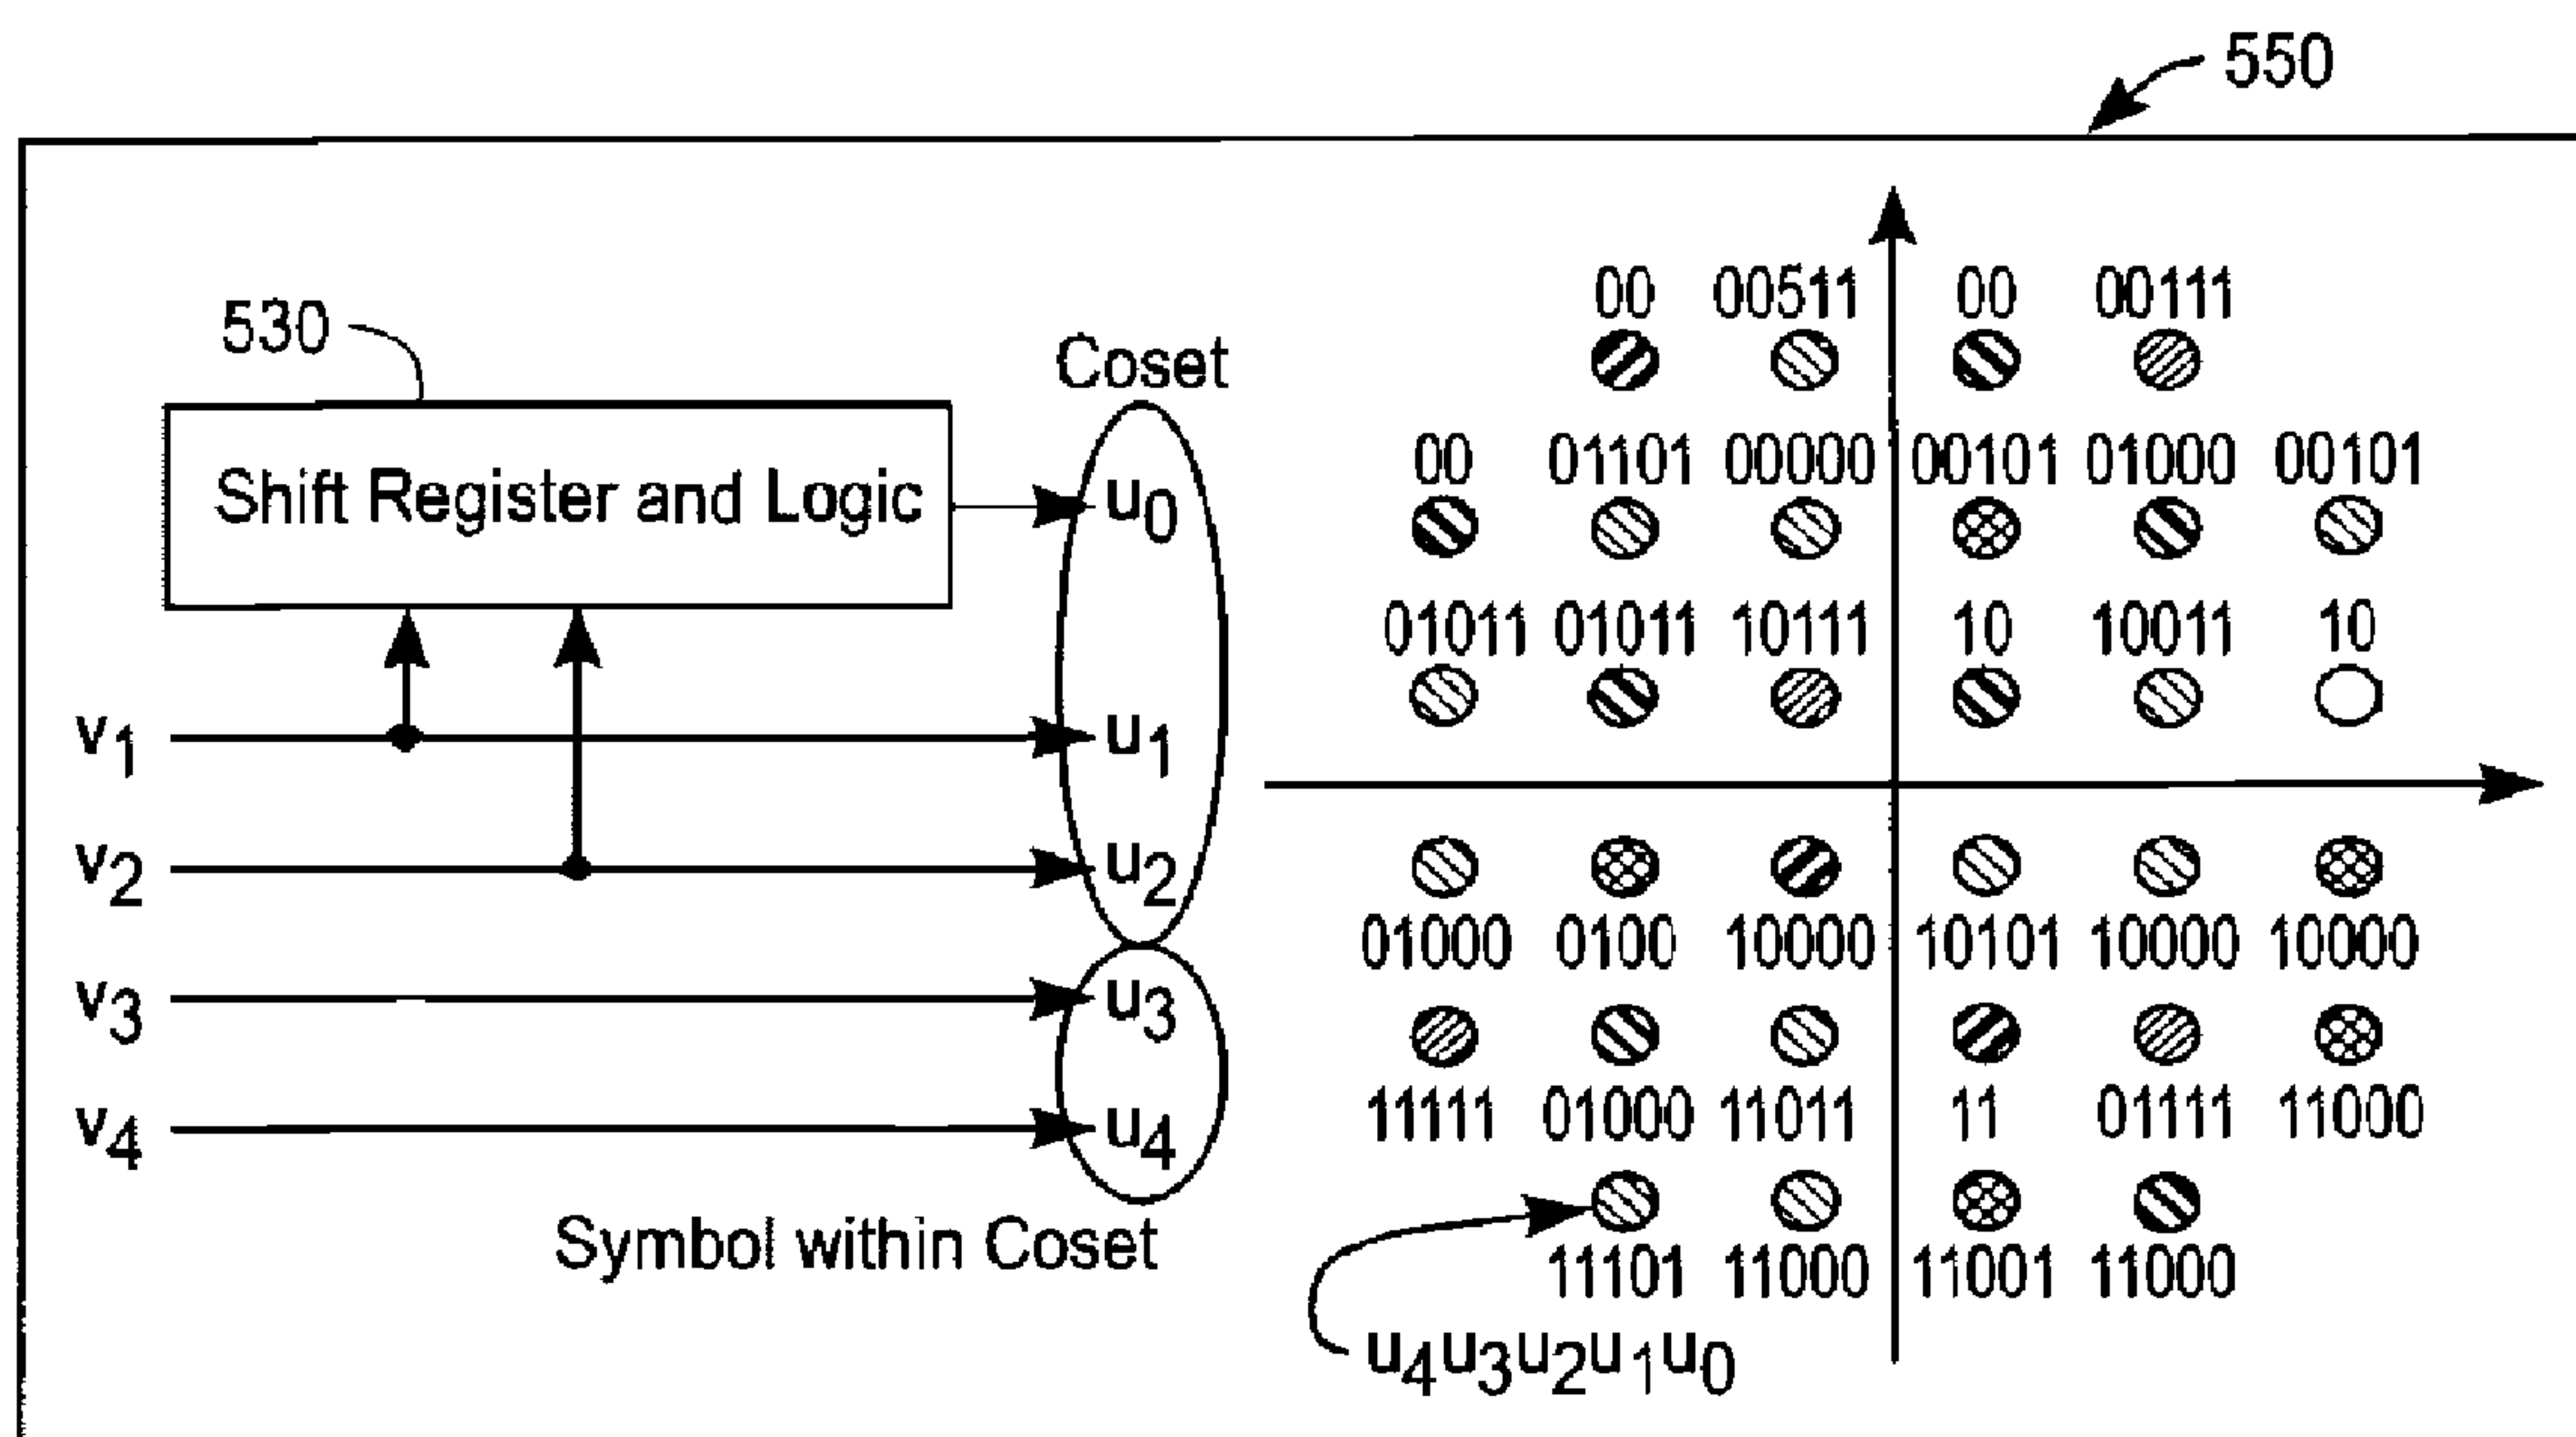 550
530
Coset
Shift Register and Logic
u0
v1
u1
v2
u2
v3
u3
v4
u4
Symbol within Coset
00 00511 00 00111
00 01101 00000 00101 01000 00101
01011 01011 10111 10 10011 10
01000 0100 10000 10101 10000 10000
11111 01000 11011 11 01111 11000
11101 11000 11001 11000
u4u3u2u1u0